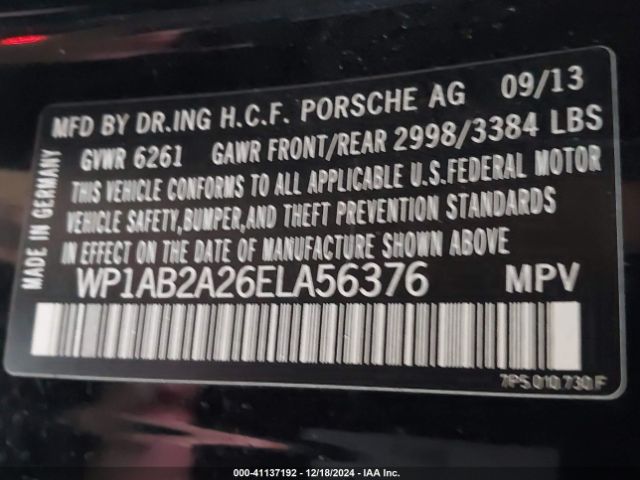 MFD BY DR.ING H.C.F. PORSCHE AG 09/13
GVWR 6261 GAWR FRONT/REAR 2998/3384 LBS
THIS VEHICLE CONFORMS TO ALL APPLICABLE U.S.FEDERAL MOTOR
VEHICLE SAFETY,BUMPER,AND THEFT PREVENTION STANDARDS
IN EFFECT ON THE DATE OF MANUFACTURE SHOWN ABOVE
WP1AB2A26ELA56376 MPV
MADE IN GERMANY
7P5.010.730.F
000-41137192 - 12/18/2024 - IAA Inc.